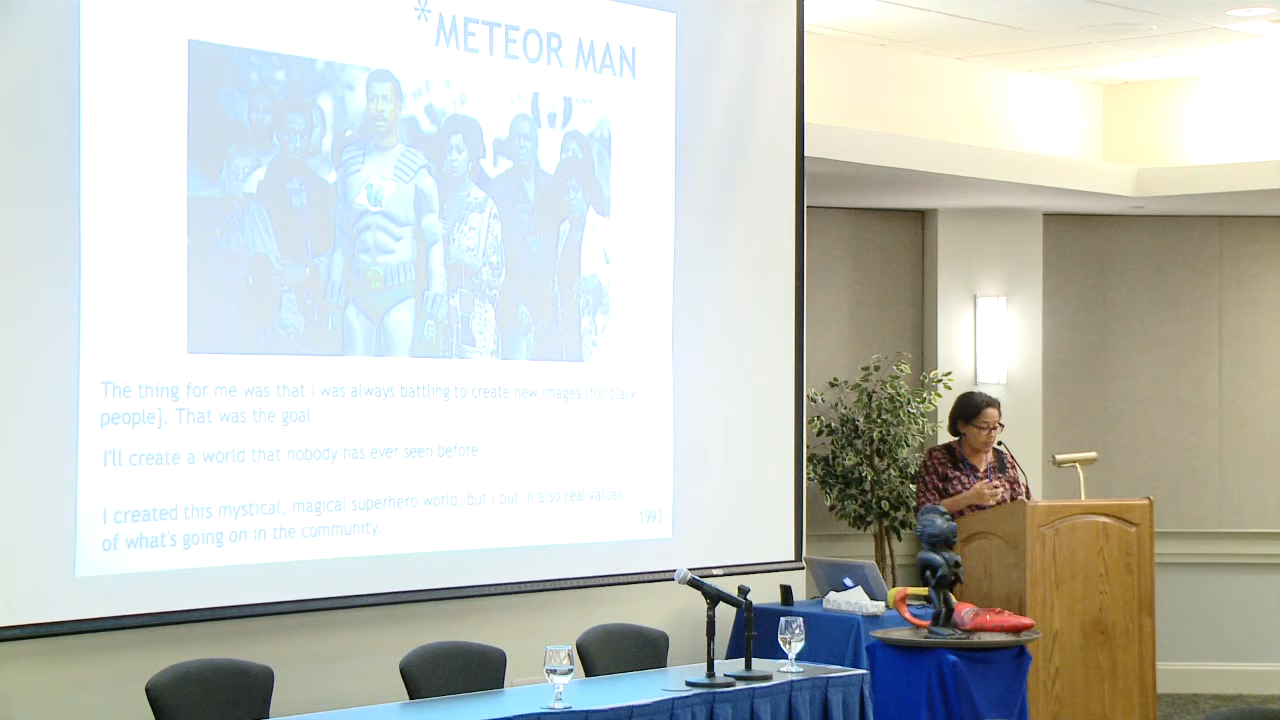 *METEOR MAN
The thing for me was that I was always battling to create new images [for black
people]. That was the goal.
I'll create a world that nobody has ever seen before.
I created this mystical, magical superhero world, but I put in also real values
of what's going on in the community.
1993